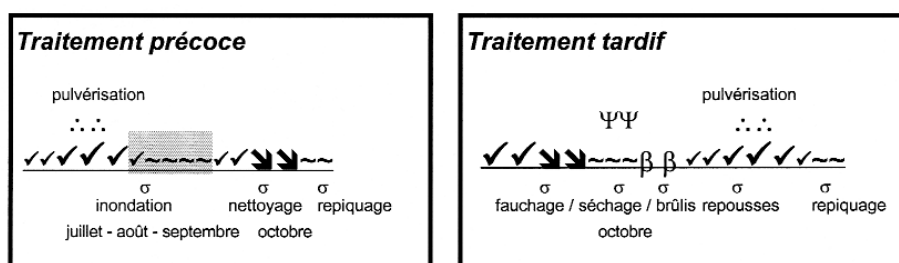 Traitement précoce
pulvérisation
∴ ∴
✓✓✓✓✓✓~~~~✓✓⬊⬊~~
σ σ σ
inondation nettoyage repiquage
juillet - août - septembre octobre
Traitement tardif
pulvérisation
ΨΨ ∴ ∴
✓✓⬊⬊~~~β β✓✓✓✓✓✓✓~~
σ σ σ σ σ
fauchage / séchage / brûlis repousses repiquage
octobre